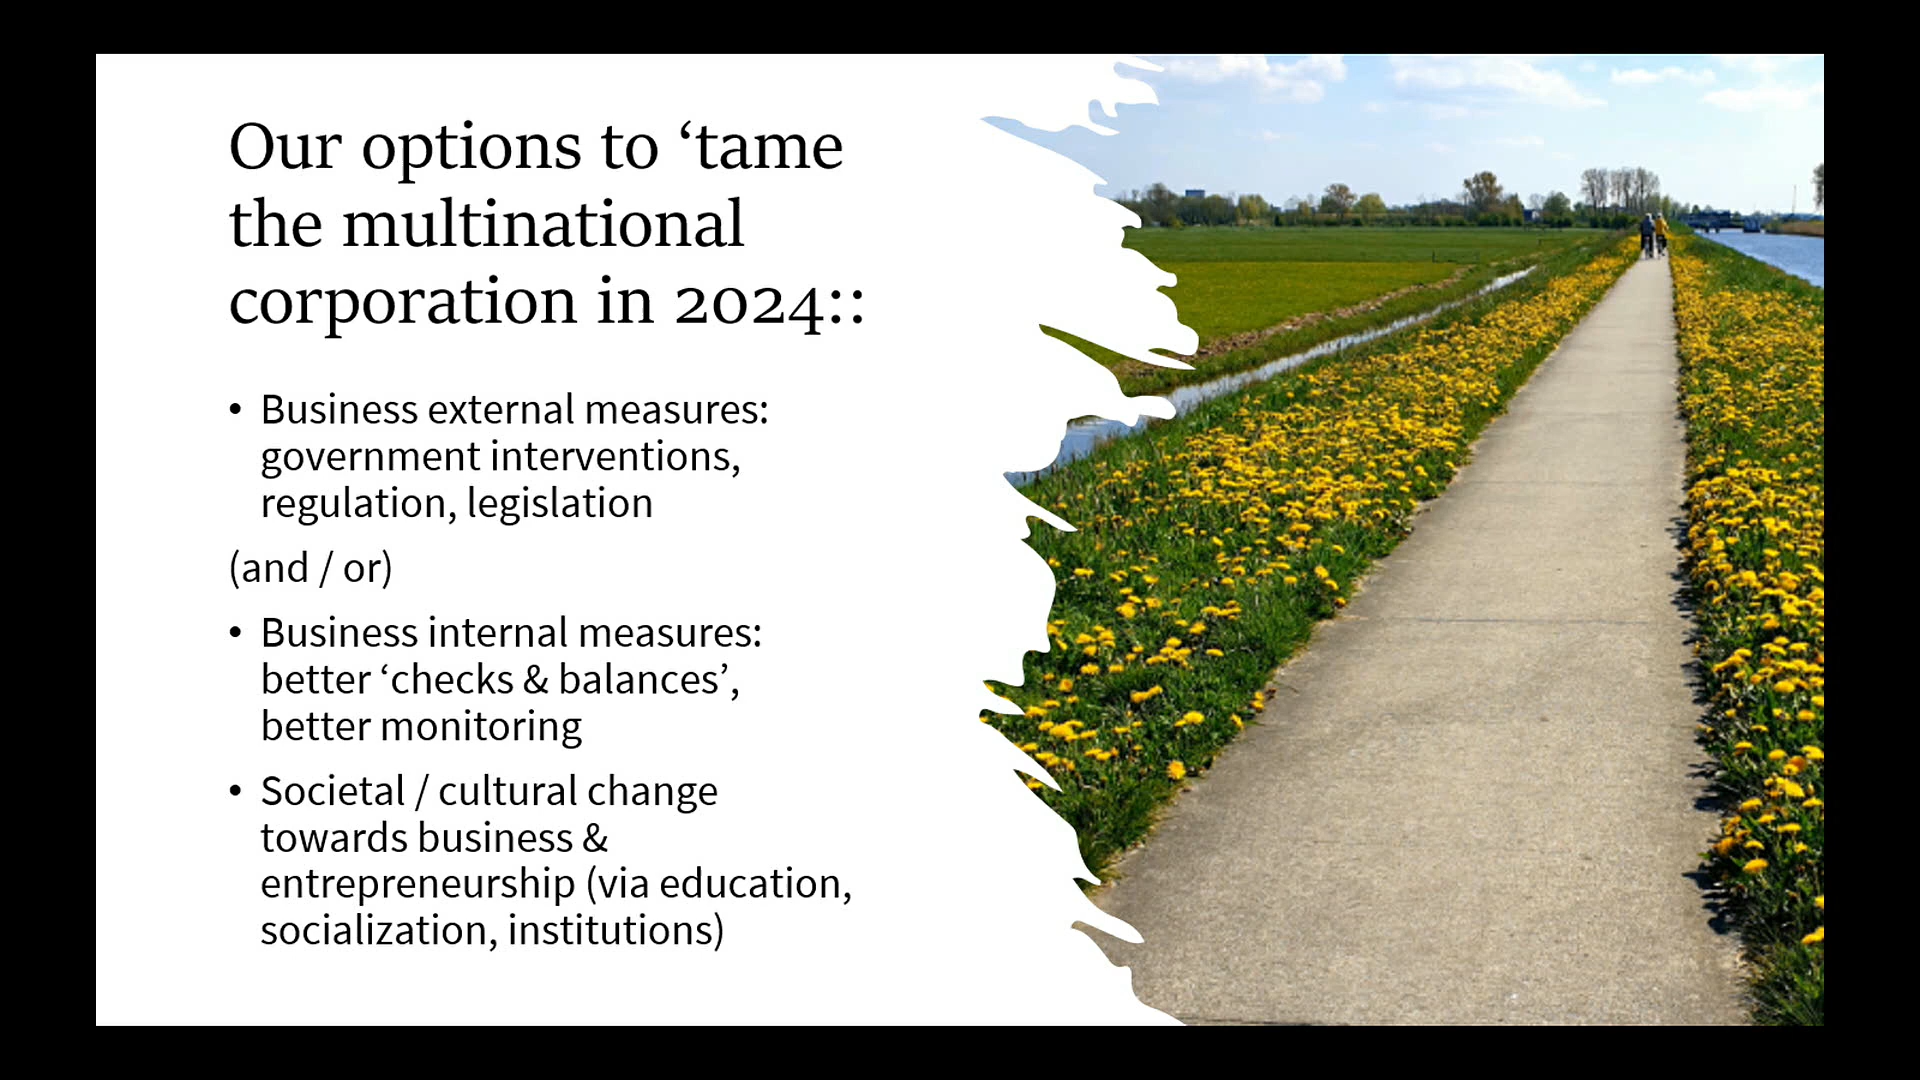 Our options to ‘tame
the multinational
corporation in 2024::
• Business external measures:
government interventions,
regulation, legislation
(and / or)
• Business internal measures:
better ‘checks & balances’,
better monitoring
• Societal / cultural change
towards business &
entrepreneurship (via education,
socialization, institutions)